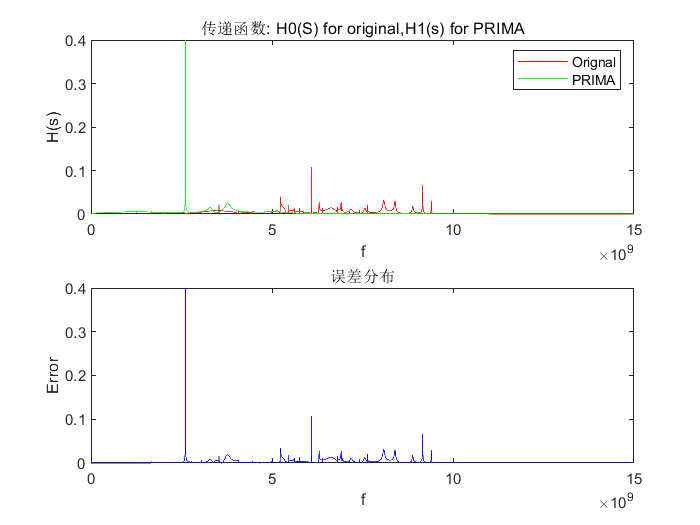 传递函数: H0(S) for original,H1(s) for PRIMA
0.4
0.3
0.2
0.1
0
H(s)
Orignal
PRIMA
0 5 10 15
f
×10^9
误差分布
0.4
0.3
0.2
0.1
0
Error
0 5 10 15
f
×10^9